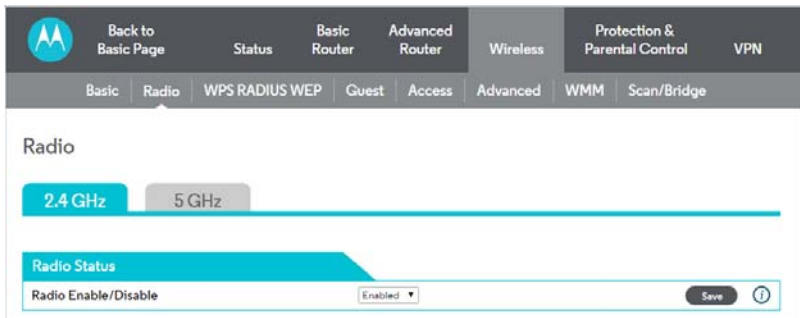 Back to Basic Page Status Basic Router Advanced Router Wireless Protection & Parental Control VPN
Basic Radio WPS RADIUS WEP Guest Access Advanced WMM Scan/Bridge
Radio
2.4 GHz 5 GHz
Radio Status
Radio Enable/Disable Enabled Save i